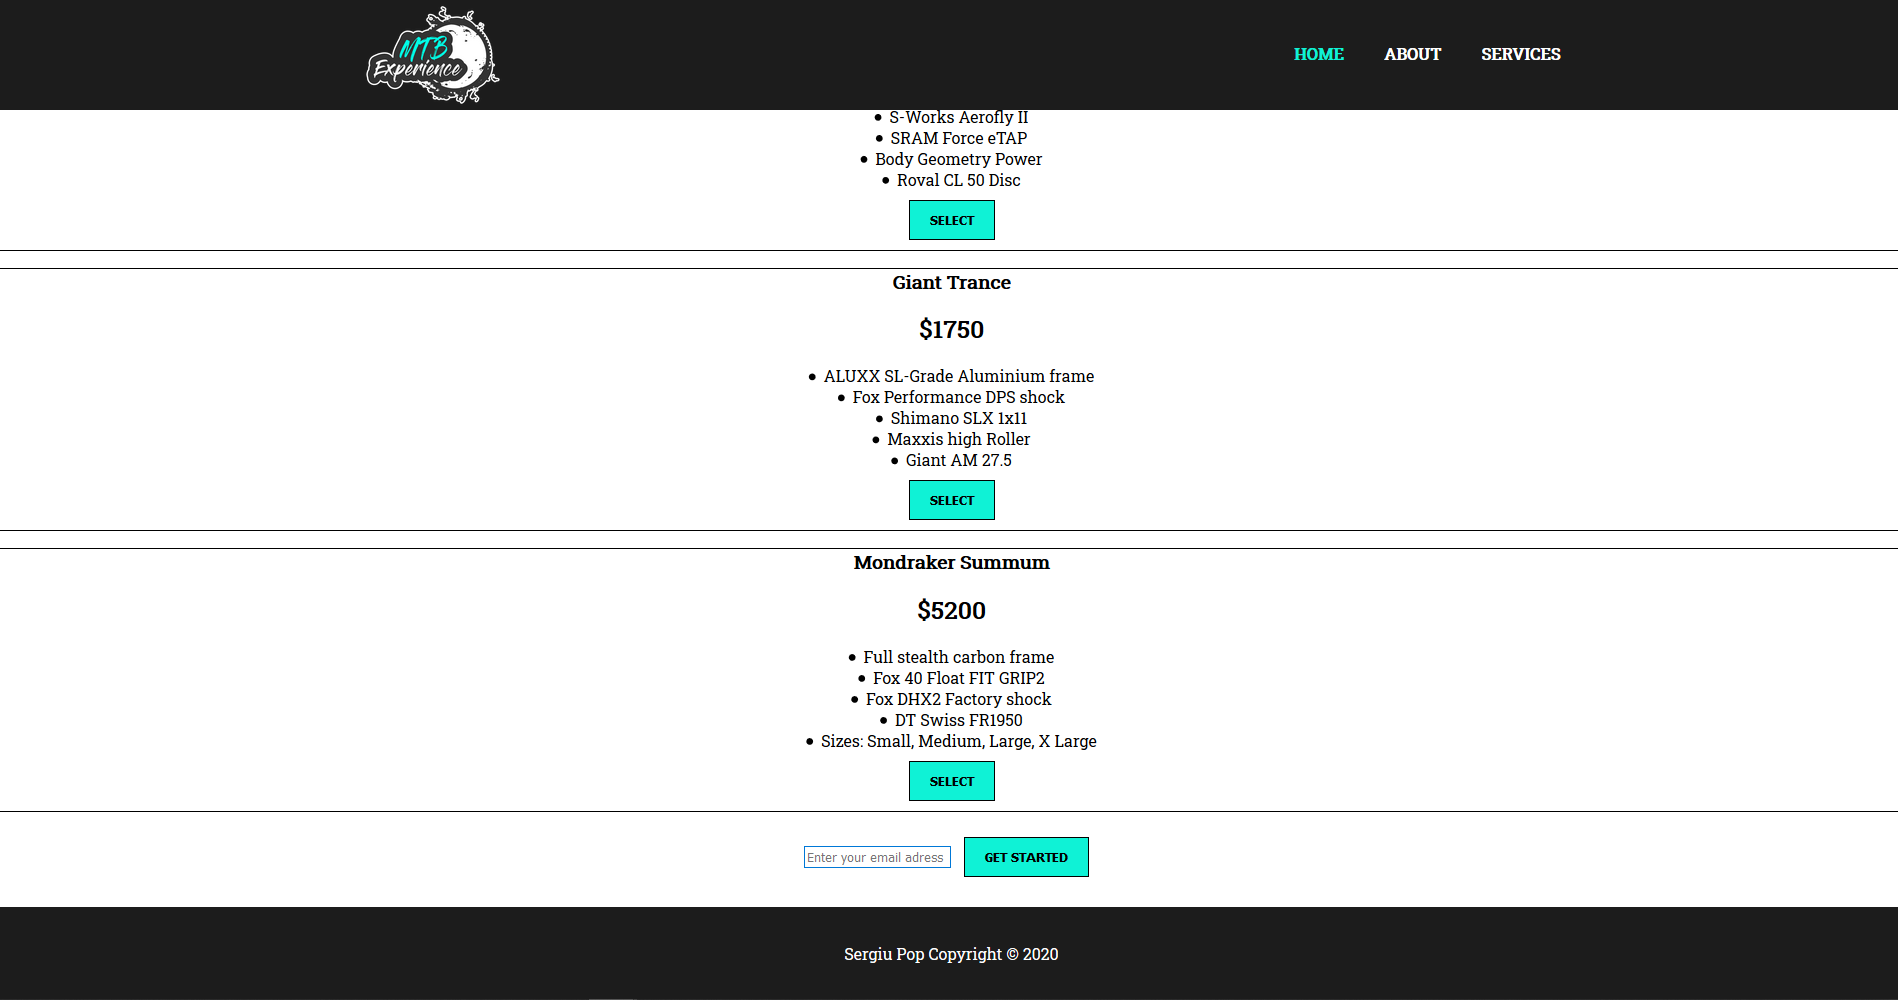 MTB
Experience
HOME ABOUT SERVICES
S-Works Aerofly II
SRAM Force eTAP
Body Geometry Power
Roval CL 50 Disc
SELECT
Giant Trance
$1750
ALUXX SL-Grade Aluminium frame
Fox Performance DPS shock
Shimano SLX 1x11
Maxxis high Roller
Giant AM 27.5
SELECT
Mondraker Summum
$5200
Full stealth carbon frame
Fox 40 Float FIT GRIP2
Fox DHX2 Factory shock
DT Swiss FR1950
Sizes: Small, Medium, Large, X Large
SELECT
Enter your email adress GET STARTED
Sergiu Pop Copyright © 2020